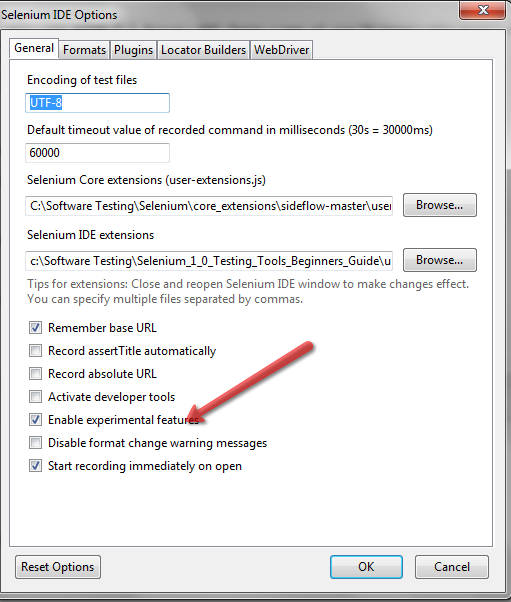 Selenium IDE Options
General Formats Plugins Locator Builders WebDriver
Encoding of test files
UTF-8
Default timeout value of recorded command in milliseconds (30s = 30000ms)
60000
Selenium Core extensions (user-extensions.js)
C:\Software Testing\Selenium\core_extensions\sideflow-master\user Browse...
Selenium IDE extensions
c:\Software Testing\Selenium_1_0_Testing_Tools_Beginners_Guide\u Browse...
Tips for extensions: Close and reopen Selenium IDE window to make changes effect.
You can specify multiple files separated by commas.
Remember base URL
Record assertTitle automatically
Record absolute URL
Activate developer tools
Enable experimental features
Disable format change warning messages
Start recording immediately on open
Reset Options OK Cancel